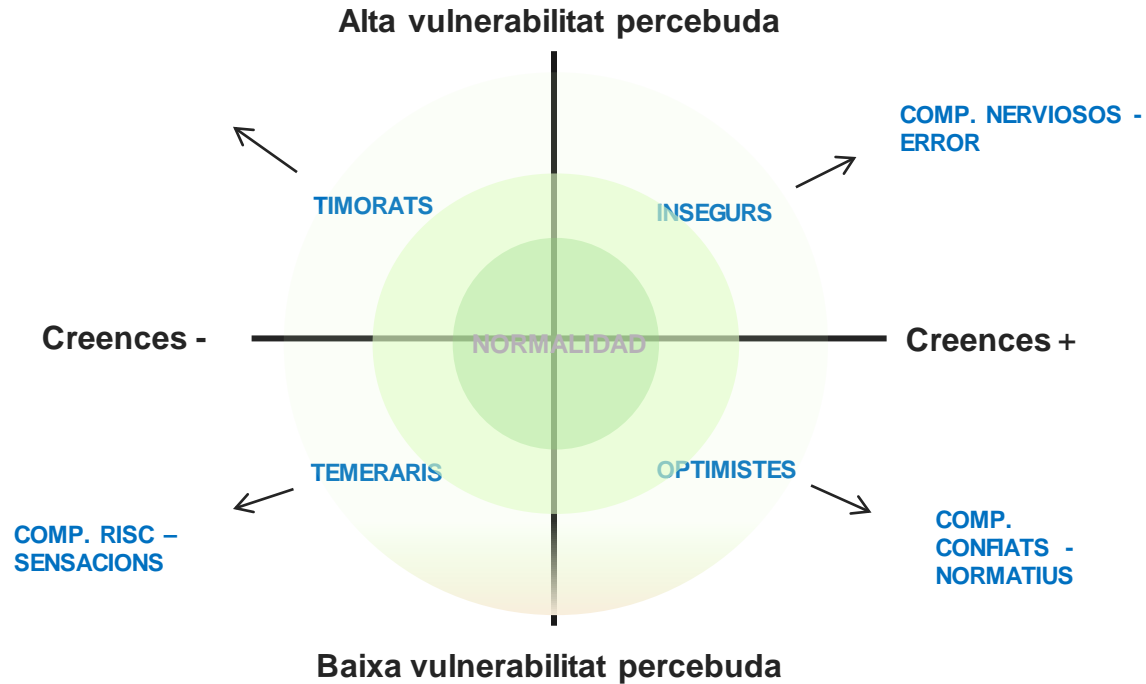 Alta vulnerabilitat percebuda
COMP. NERVIOSOS -
ERROR
TIMORATS
INSEGURS
Creences -
NORMALIDAD
Creences +
TEMERARIS
OPTIMISTES
COMP. RISC –
SENSACIONS
COMP.
CONFIATS -
NORMATIUS
Baixa vulnerabilitat percebuda